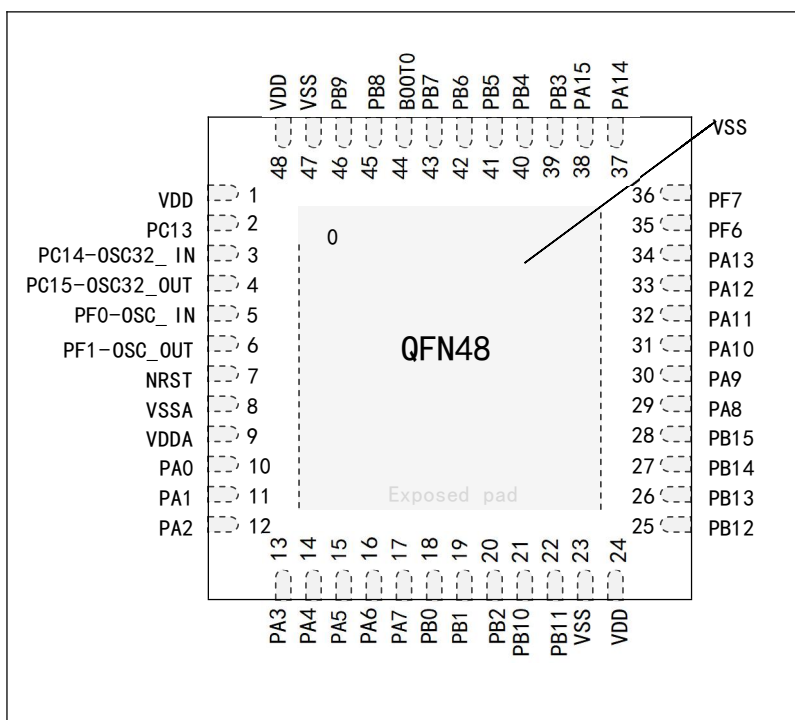 VDD
VSS
PB9
PB8
BOOT0
PB7
PB6
PB5
PB4
PB3
PA15
PA14
48
47
46
45
44
43
42
41
40
39
38
37
VSS
VDD 1
PC13 2
PC14-OSC32_ IN 3
PC15-OSC32_OUT 4
PF0-OSC_ IN 5
PF1-OSC_OUT 6
NRST 7
VSSA 8
VDDA 9
PA0 10
PA1 11
PA2 12
0
QFN48
Exposed pad
36 PF7
35 PF6
34 PA13
33 PA12
32 PA11
31 PA10
30 PA9
29 PA8
28 PB15
27 PB14
26 PB13
25 PB12
13
14
15
16
17
18
19
20
21
22
23
24
PA3
PA4
PA5
PA6
PA7
PB0
PB1
PB2
PB10
PB11
VSS
VDD